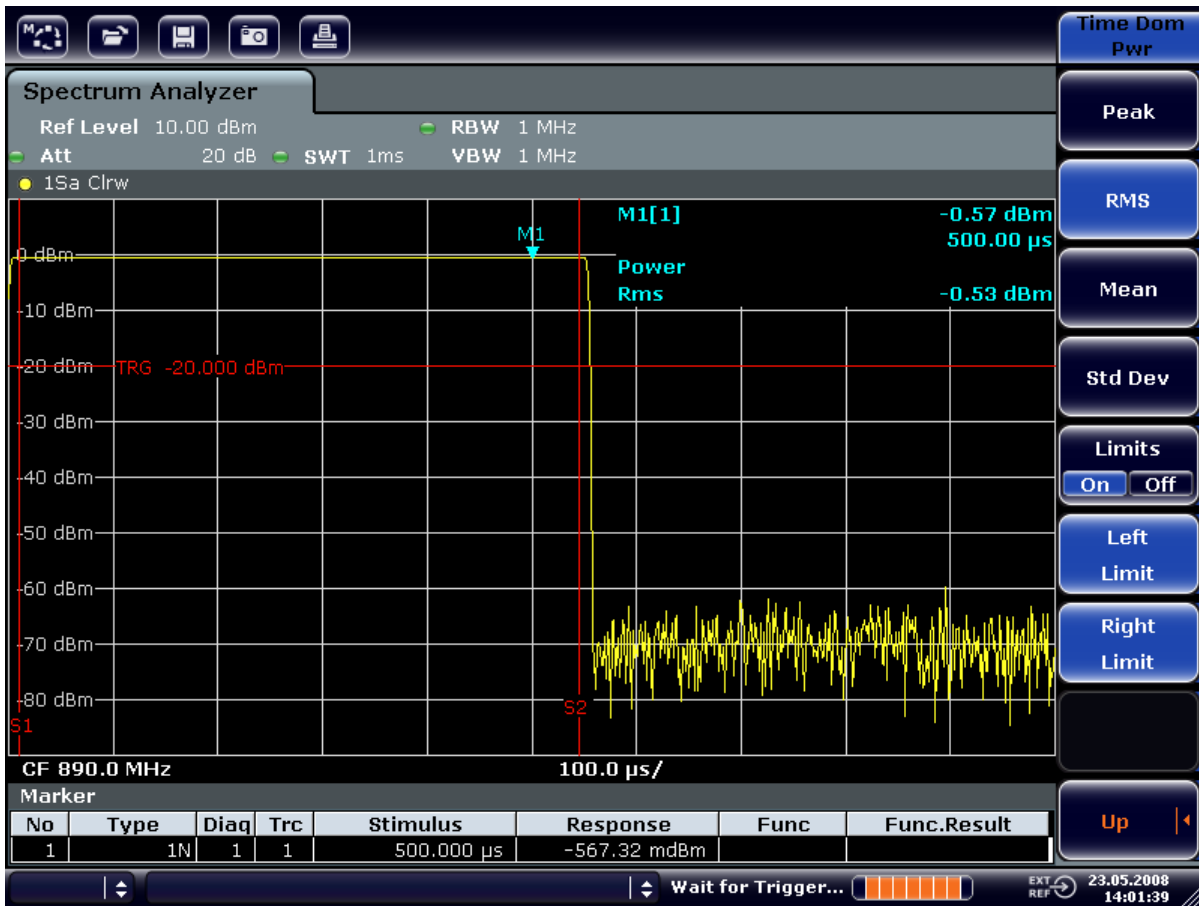 Time Dom
Pwr
Spectrum Analyzer
Ref Level 10.00 dBm RBW 1 MHz
Att 20 dB SWT 1ms VBW 1 MHz
1Sa Clrw
M1[1] -0.57 dBm
500.00 µs
Power
Rms -0.53 dBm
M1
0 dBm
-10 dBm
-20 dBm TRG -20.000 dBm
-30 dBm
-40 dBm
-50 dBm
-60 dBm
-70 dBm
-80 dBm
S1
S2
CF 890.0 MHz 100.0 µs/
Marker
No Type Diaq Trc Stimulus Response Func Func.Result
1 1N 1 1 500.000 µs -567.32 mdBm
Wait for Trigger...
EXT
REF
23.05.2008
14:01:39
Peak
RMS
Mean
Std Dev
Limits
On Off
Left
Limit
Right
Limit
Up